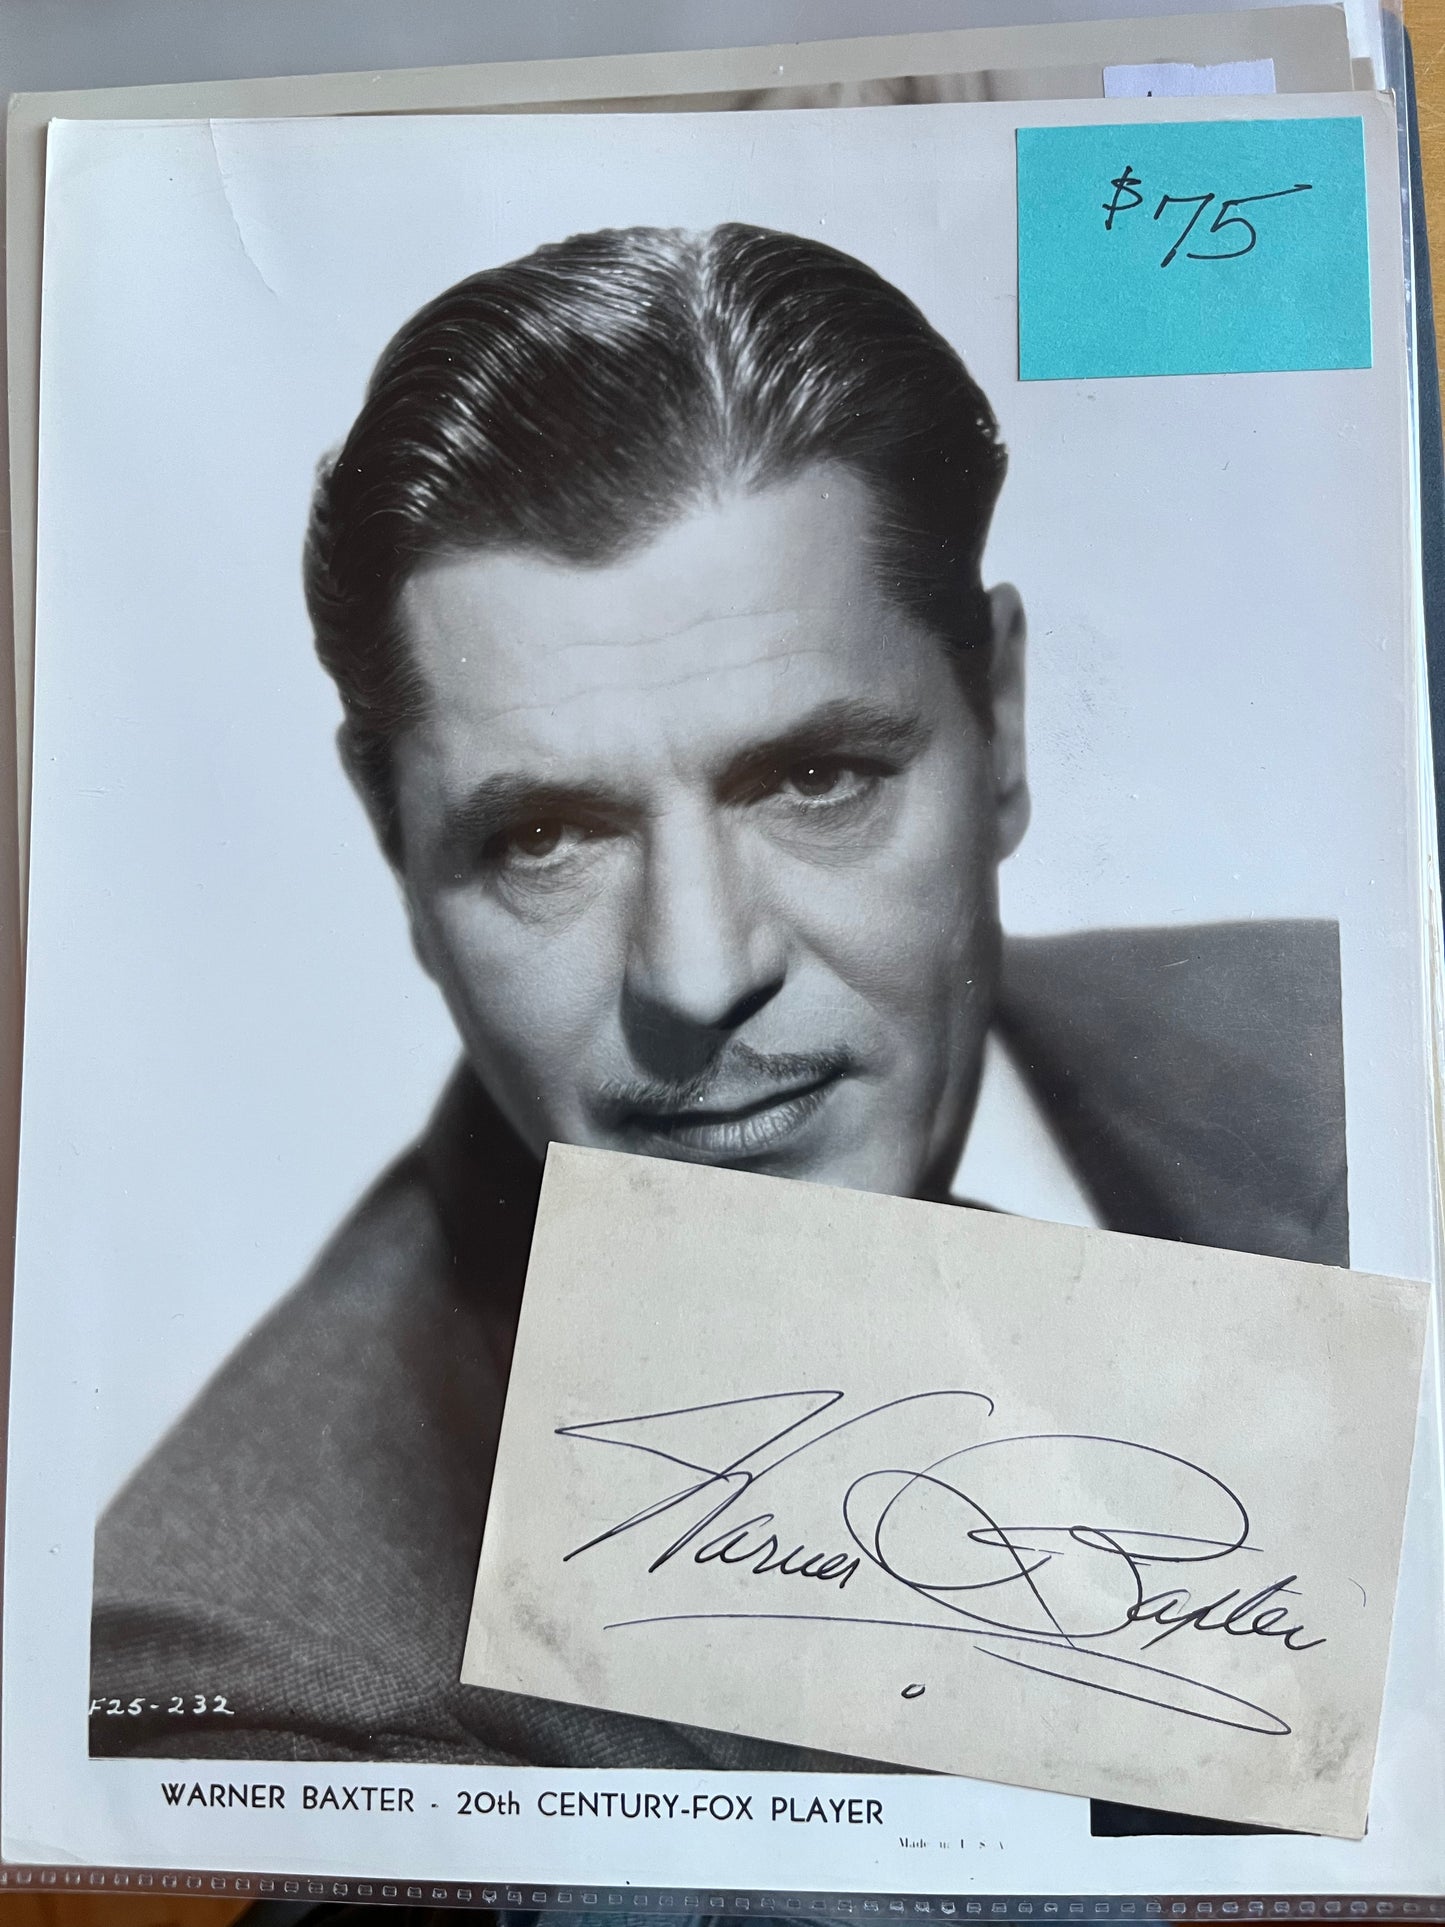 $75
Warner Baxter
F25-232
WARNER BAXTER - 20th CENTURY-FOX PLAYER
Made in U S A